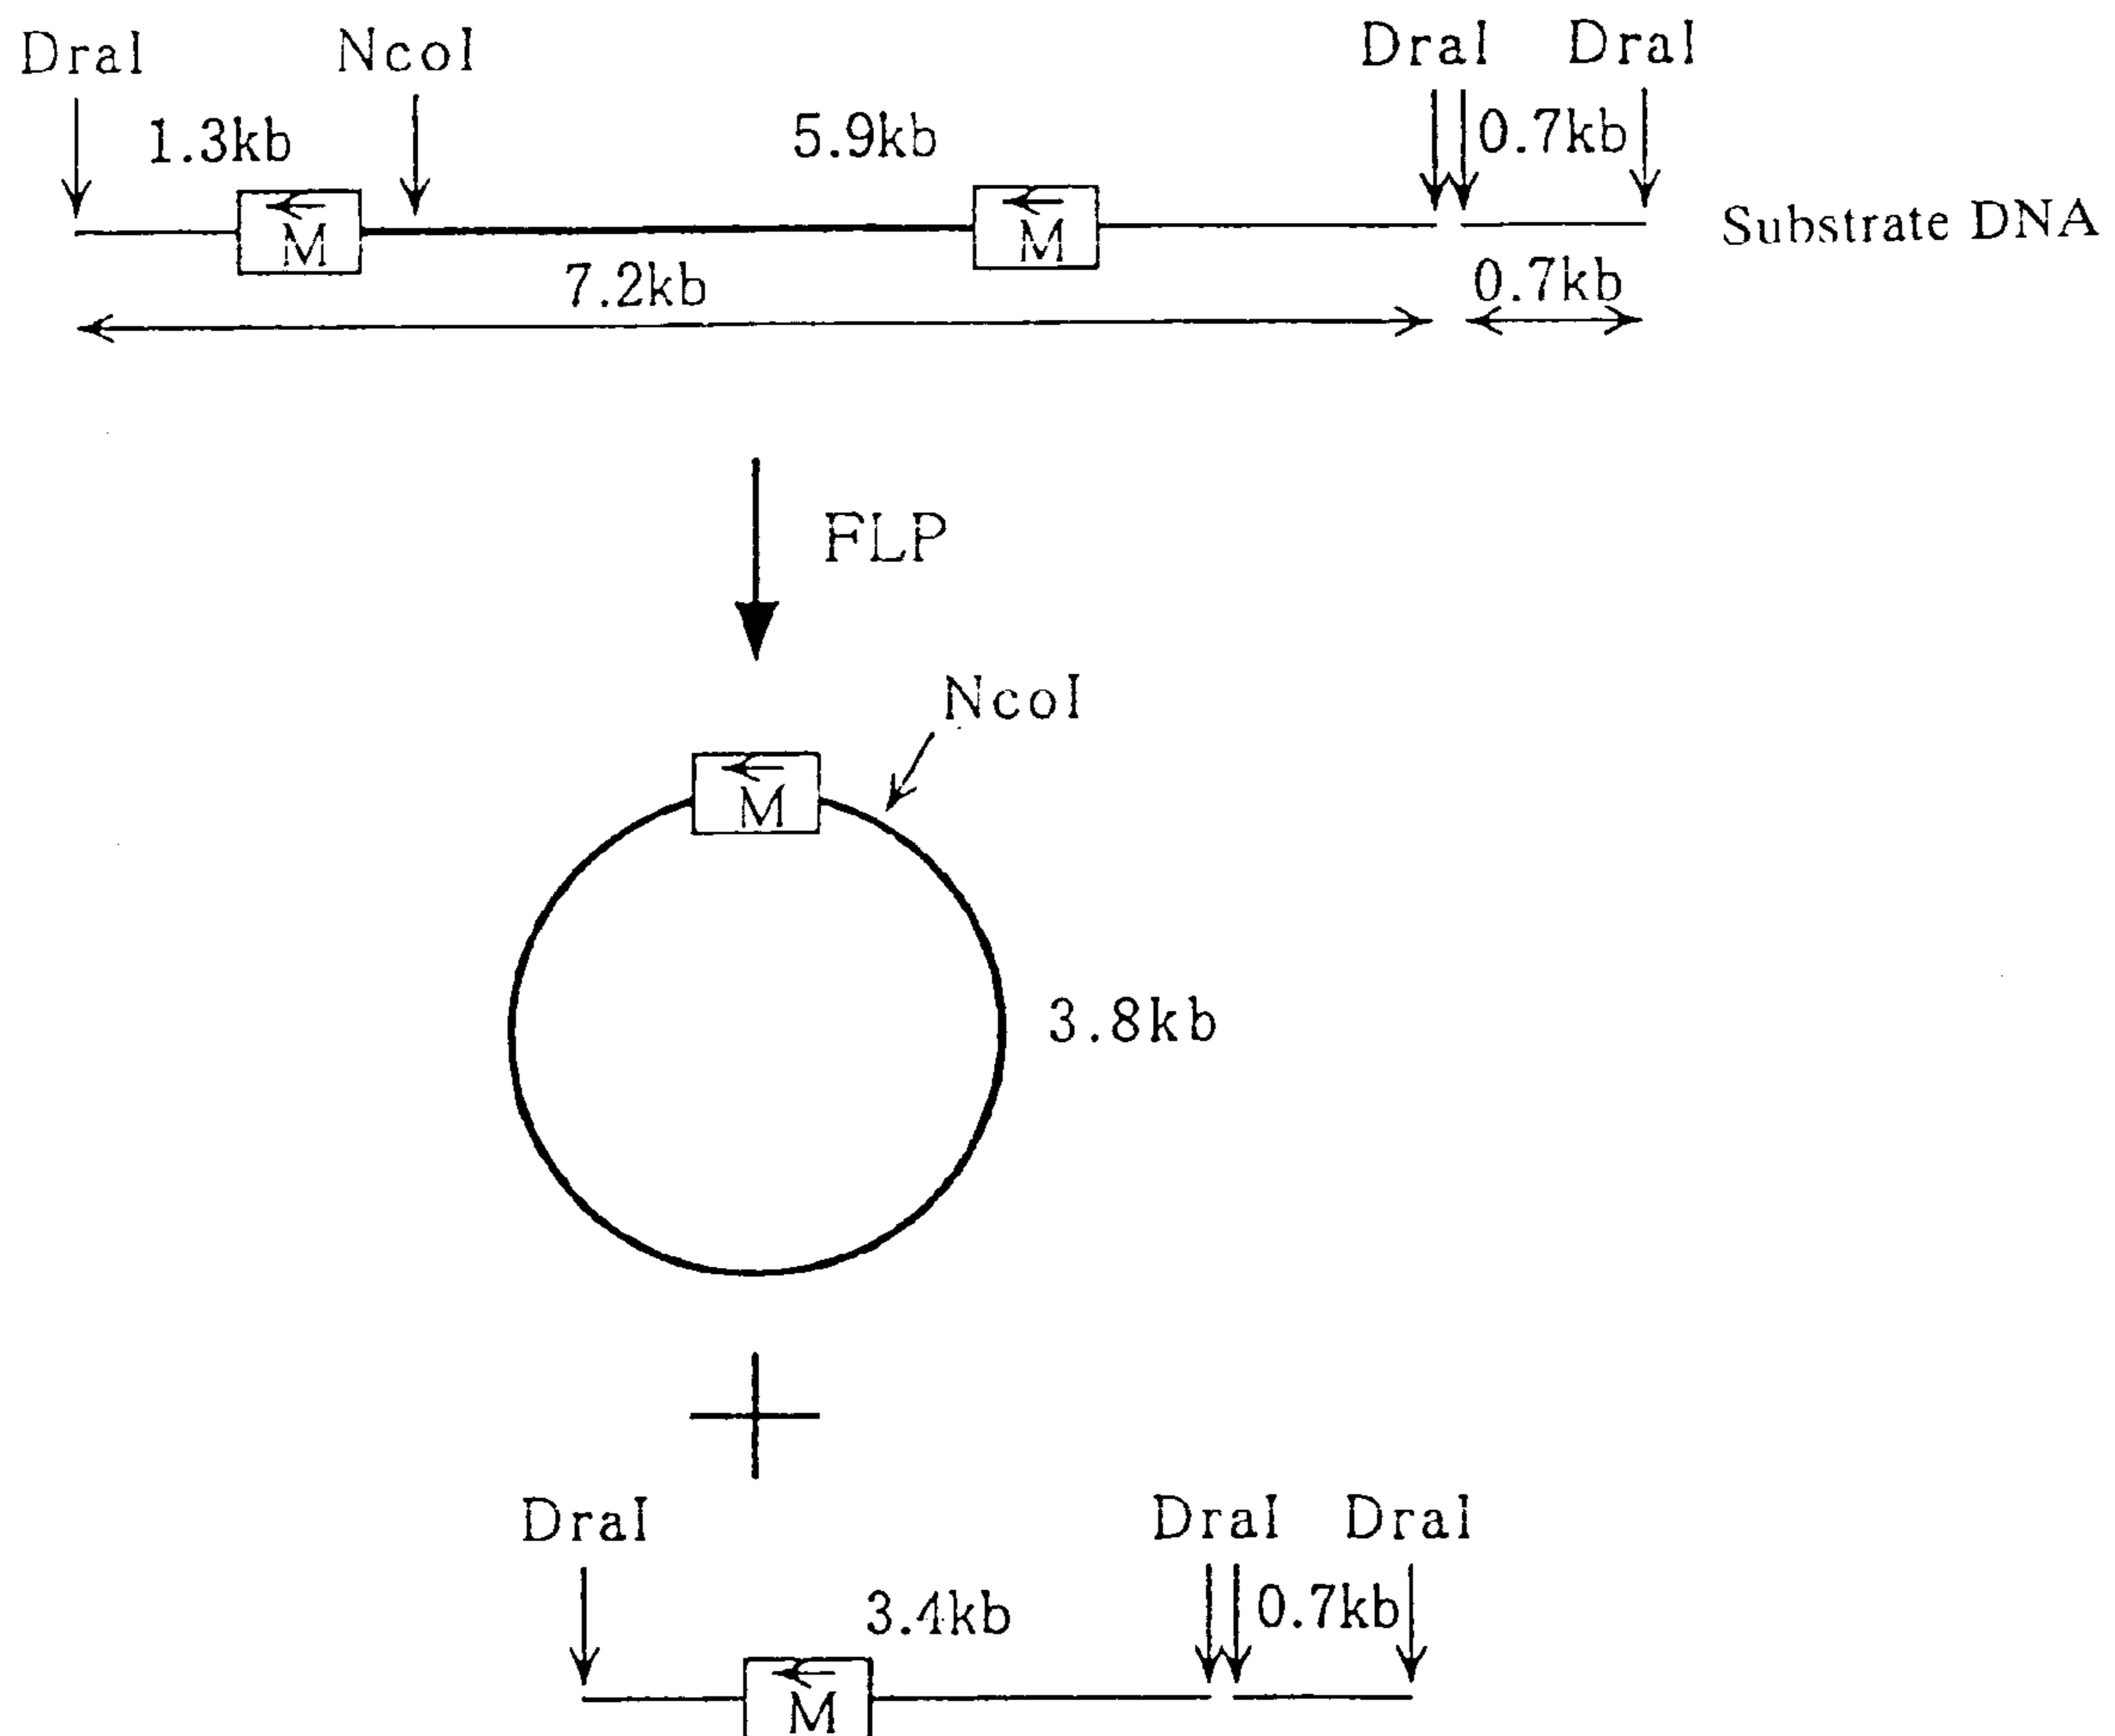 DraI NcoI DraI DraI
1.3kb 5.9kb 0.7kb
M M Substrate DNA
7.2kb 0.7kb
FLP
NcoI
M
3.8kb
+
DraI DraI DraI
3.4kb 0.7kb
M